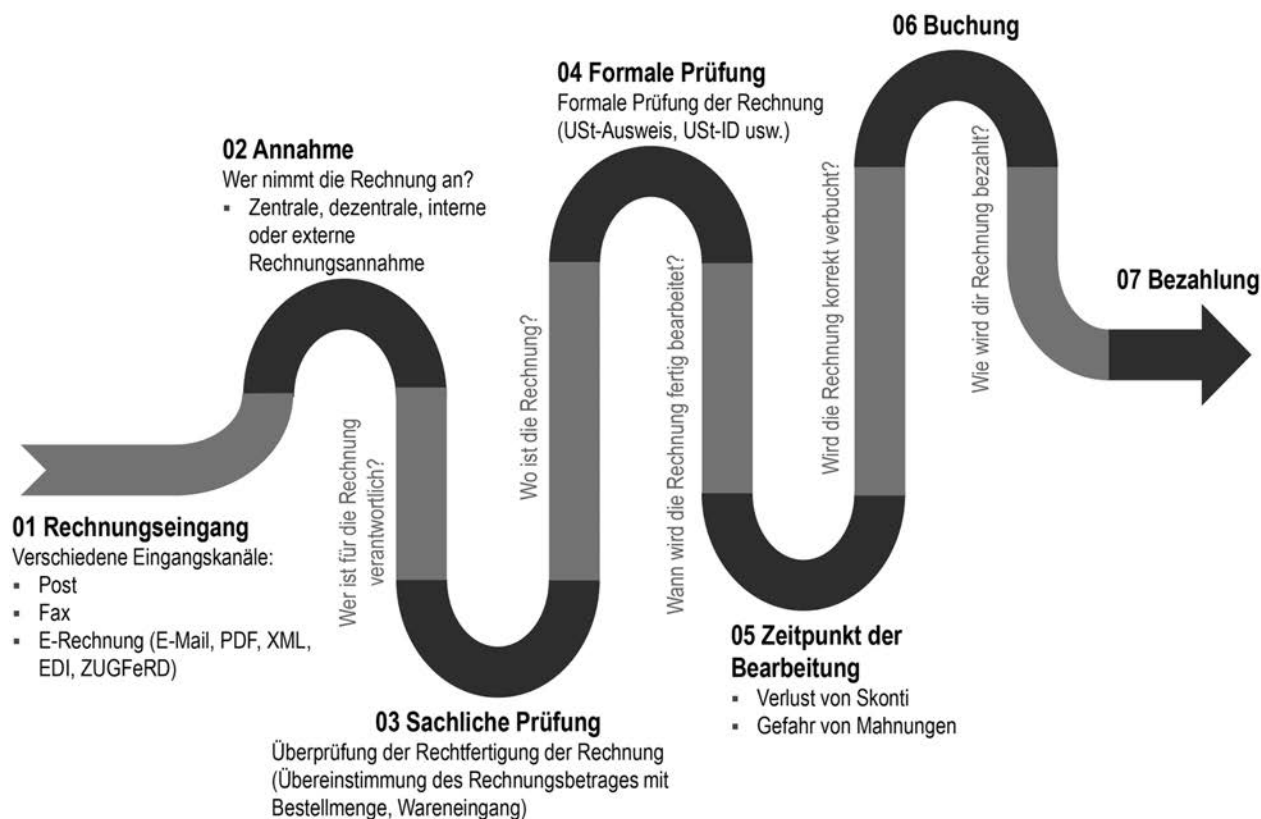 01 Rechnungseingang
Verschiedene Eingangskanäle:
▪ Post
▪ Fax
▪ E-Rechnung (E-Mail, PDF, XML,
EDI, ZUGFeRD)
02 Annahme
Wer nimmt die Rechnung an?
▪ Zentrale, dezentrale, interne
oder externe
Rechnungsannahme
Wer ist für die Rechnung
verantwortlich?
03 Sachliche Prüfung
Überprüfung der Rechtfertigung der Rechnung
(Übereinstimmung des Rechnungsbetrages mit
Bestellmenge, Wareneingang)
Wo ist die Rechnung?
04 Formale Prüfung
Formale Prüfung der Rechnung
(USt-Ausweis, USt-ID usw.)
Wann wird die Rechnung fertig bearbeitet?
05 Zeitpunkt der
Bearbeitung
▪ Verlust von Skonti
▪ Gefahr von Mahnungen
Wird die Rechnung korrekt verbucht?
06 Buchung
Wie wird dir Rechnung bezahlt?
07 Bezahlung